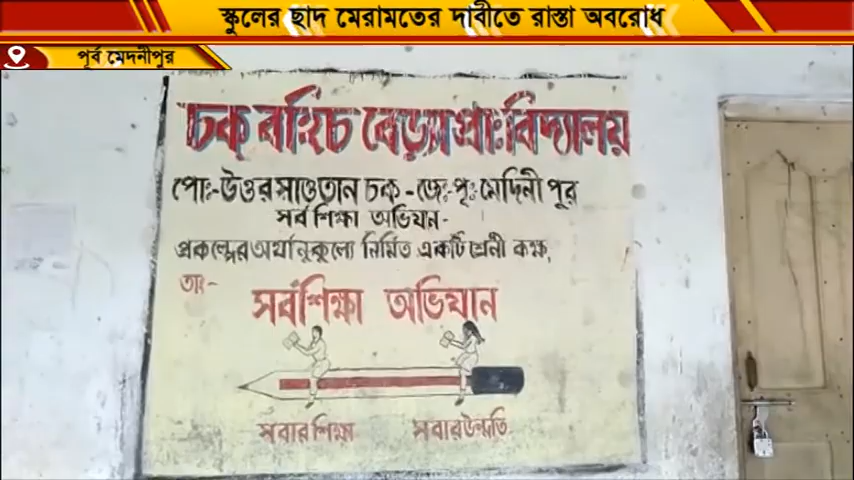 স্কুলের ছাদ মেরামতের দাবীতে রাস্তা অবরোধ
পূর্ব মেদনীপুর
চক বহিচ বেড়্যা প্রাঃবিদ্যালয়
পোঃ-উত্তর সাওতান চক -জেঃ-পূঃ মেদিনী পুর
সর্ব শিক্ষা অভিযান-
প্রকল্পের অর্থানুকুল্যে নির্মিত একটি শ্রেনী কক্ষ,
তাং-
সর্বশিক্ষা অভিযান
সবার শিক্ষা সবার উন্নতি